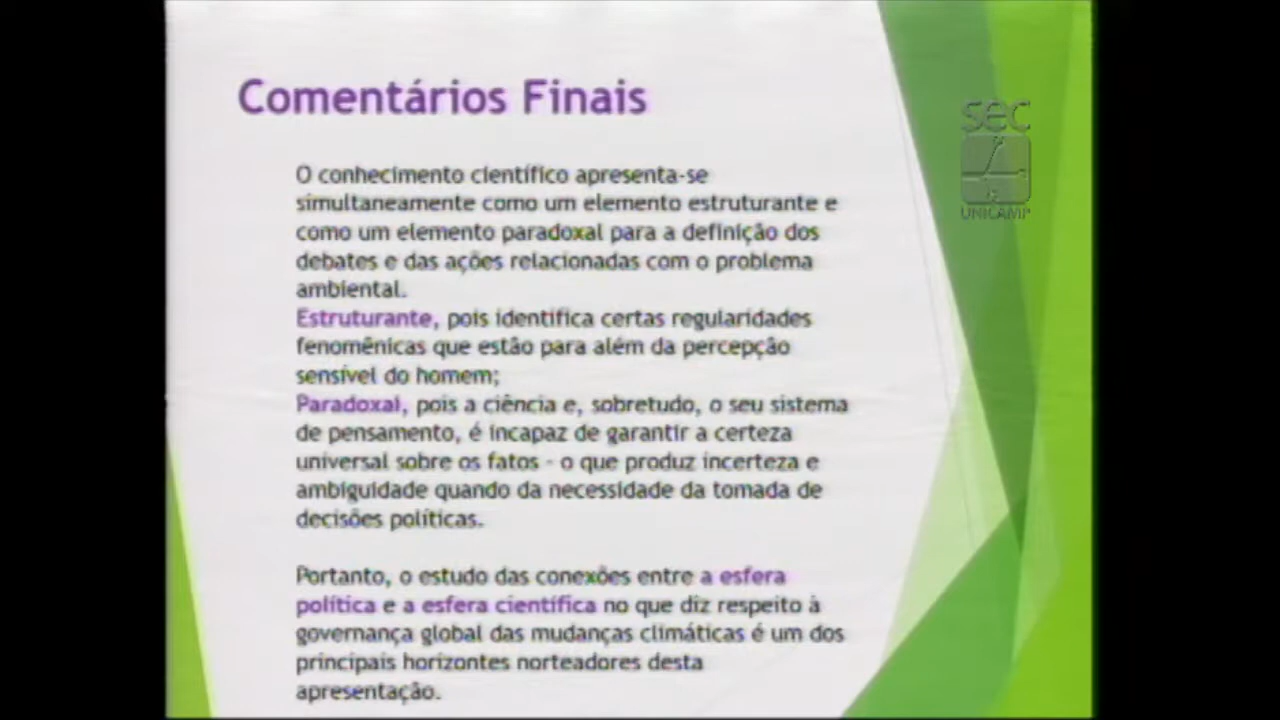 Comentários Finais
sec
UNICAMP
O conhecimento científico apresenta-se
simultaneamente como um elemento estruturante e
como um elemento paradoxal para a definição dos
debates e das ações relacionadas com o problema
ambiental.
Estruturante, pois identifica certas regularidades
fenomênicas que estão para além da percepção
sensível do homem;
Paradoxal, pois a ciência e, sobretudo, o seu sistema
de pensamento, é incapaz de garantir a certeza
universal sobre os fatos - o que produz incerteza e
ambiguidade quando da necessidade da tomada de
decisões políticas.
Portanto, o estudo das conexões entre a esfera
política e a esfera científica no que diz respeito à
governança global das mudanças climáticas é um dos
principais horizontes norteadores desta
apresentação.